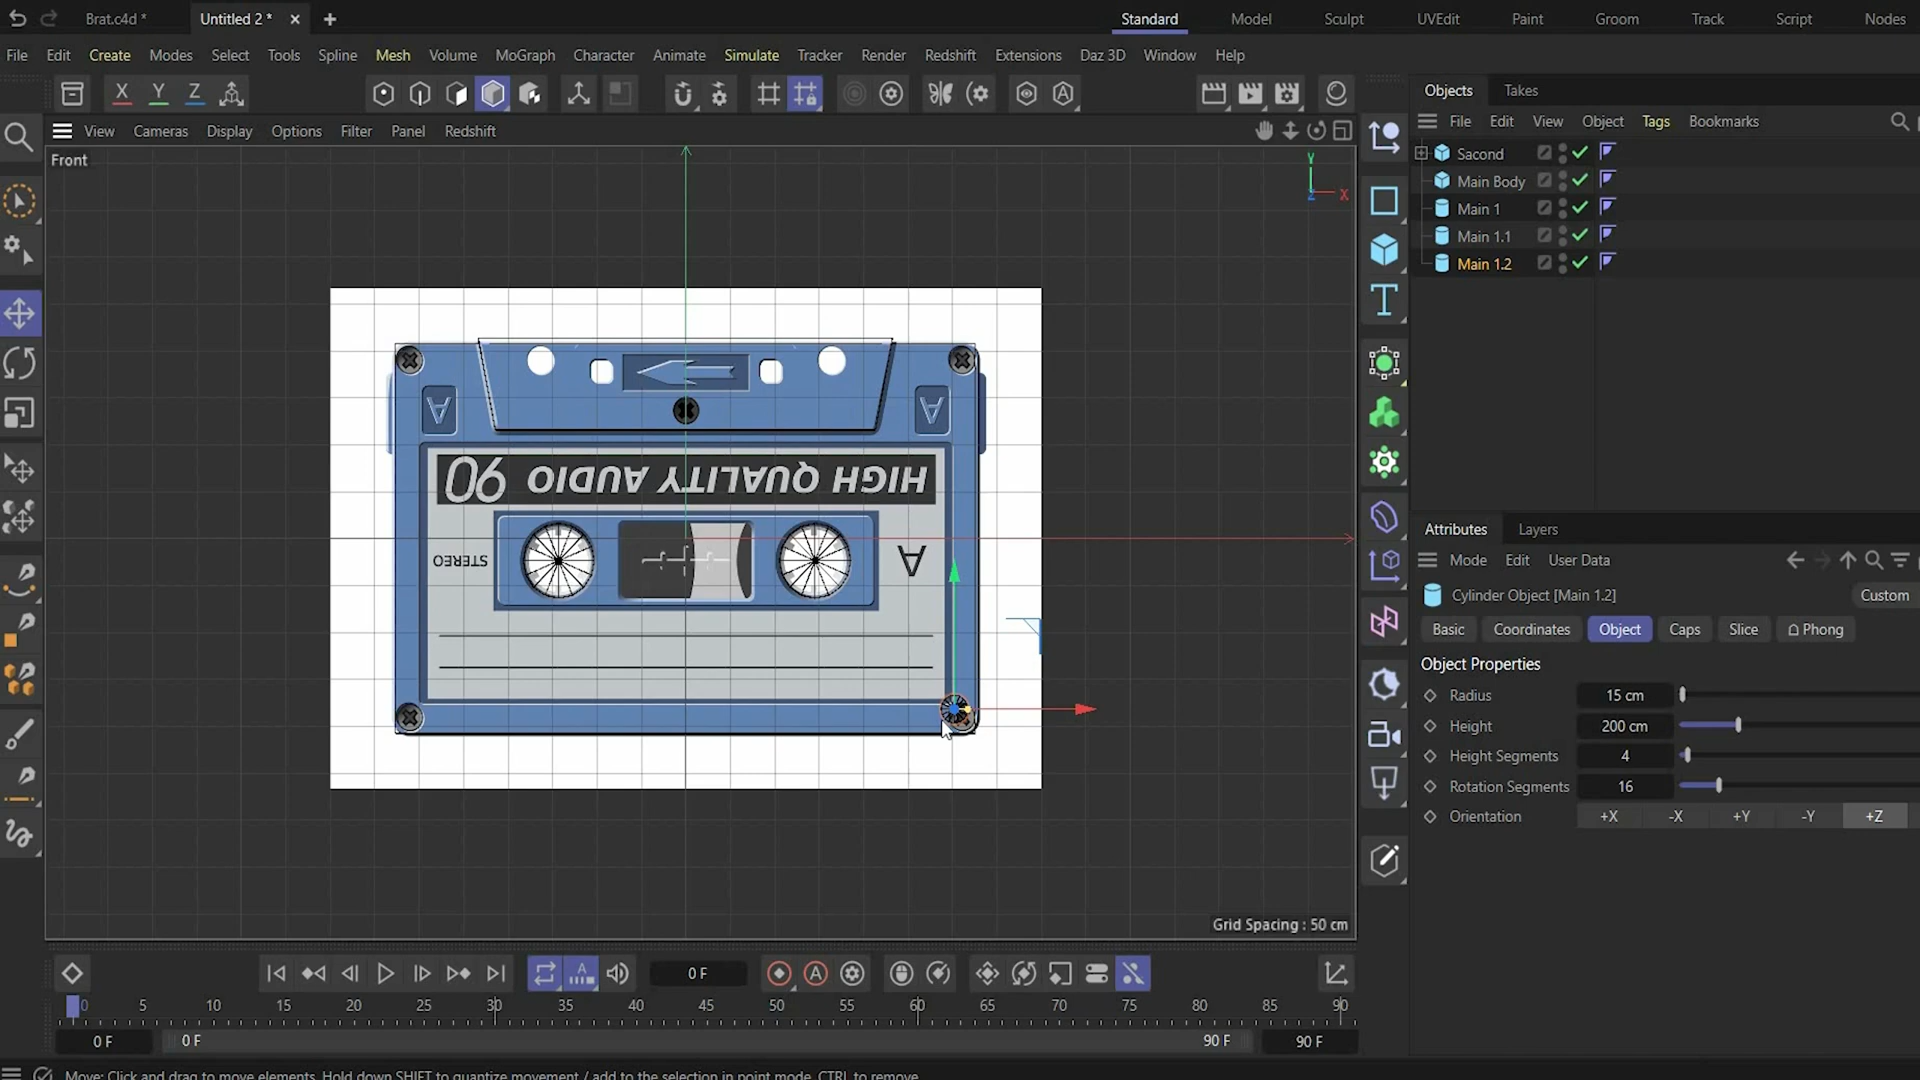 Brat.c4d *
Untitled 2 *
Standard
Model
Sculpt
UVEdit
Paint
Groom
Track
Script
Nodes
File
Edit
Create
Modes
Select
Tools
Spline
Mesh
Volume
MoGraph
Character
Animate
Simulate
Tracker
Render
Redshift
Extensions
Daz 3D
Window
Help
X
Y
Z
Objects
Takes
View
Cameras
Display
Options
Filter
Panel
Redshift
File
Edit
View
Object
Tags
Bookmarks
Front
Y
X
Z
Sacond
Main Body
Main 1
Main 1.1
Main 1.2
A
A
HIGH QUALITY AUDIO 90
STEREO
A
Grid Spacing : 50 cm
Attributes
Layers
Mode
Edit
User Data
Cylinder Object [Main 1.2]
Custom
Basic
Coordinates
Object
Caps
Slice
Phong
Object Properties
Radius
15 cm
Height
200 cm
Height Segments
4
Rotation Segments
16
Orientation
+X
-X
+Y
-Y
+Z
0 F
0
5
10
15
20
25
30
35
40
45
50
55
60
65
70
75
80
85
90
0 F
0 F
90 F
90 F
Move: Click and drag to move elements. Hold down SHIFT to quantize movement / add to the selection in point mode, CTRL to remove.